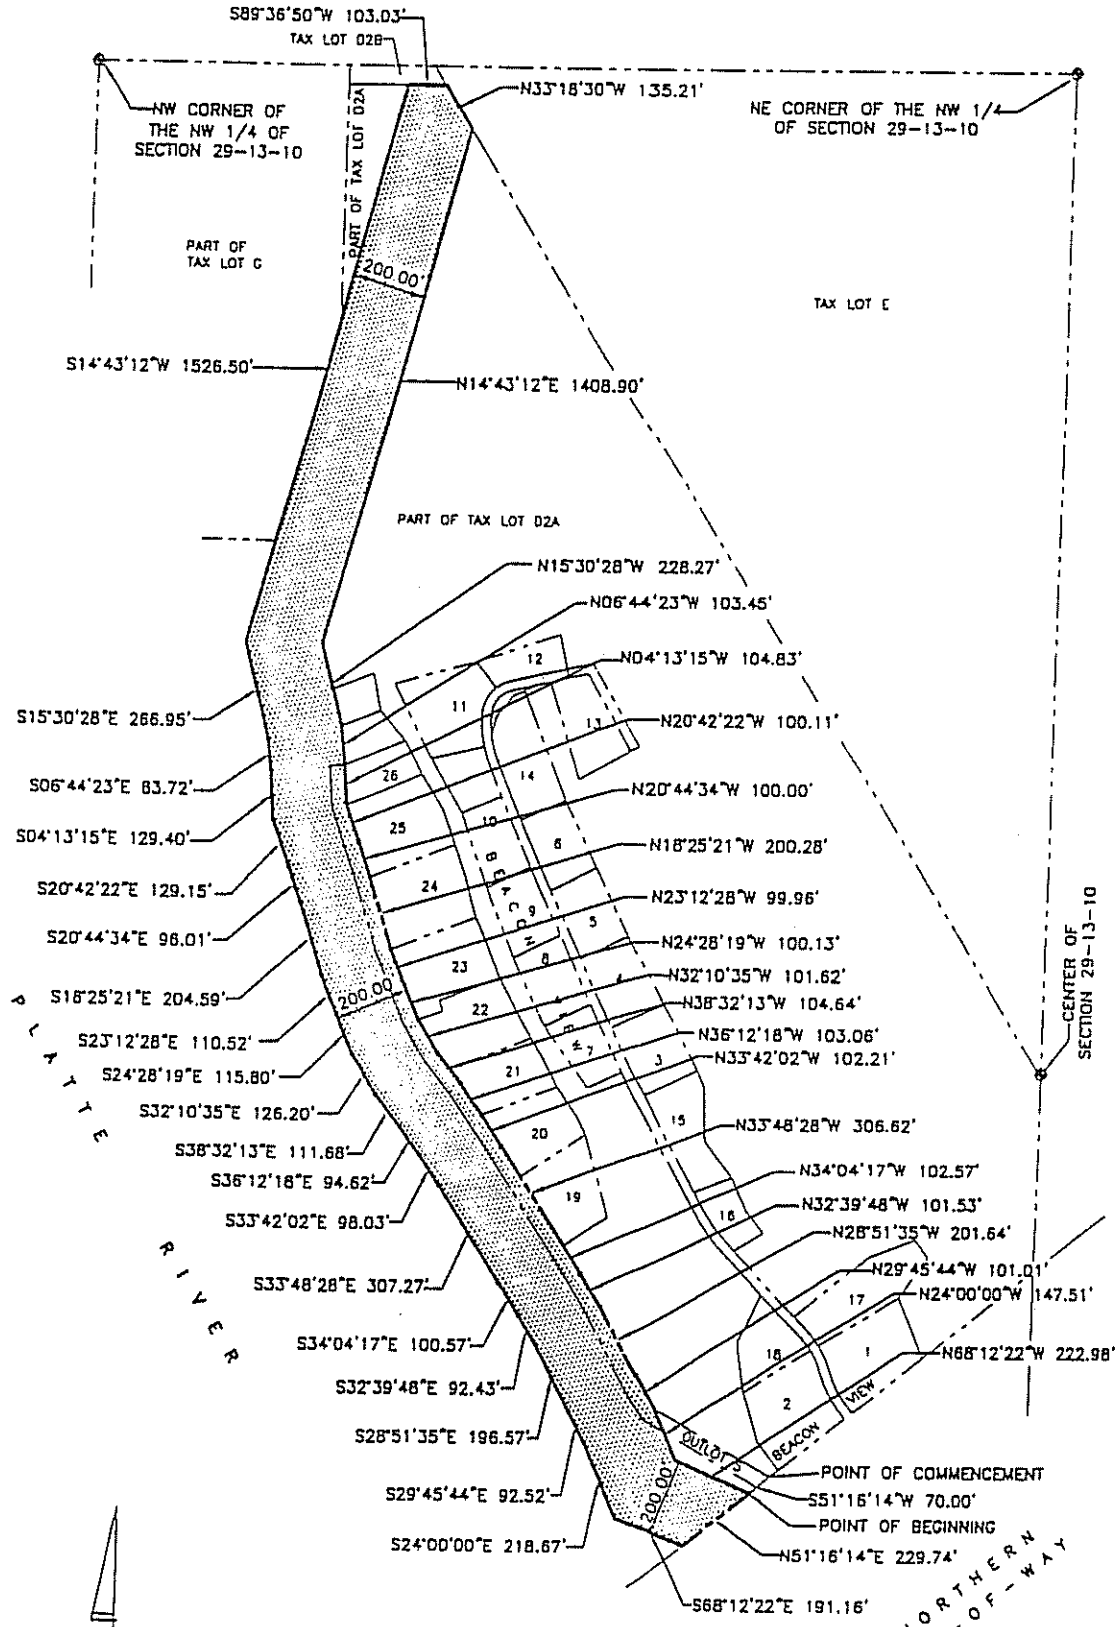 S89°36'50"W 103.03'
TAX LOT D2B
N33°18'30"W 135.21'
NW CORNER OF
THE NW 1/4 OF
SECTION 29-13-10
NE CORNER OF THE NW 1/4
OF SECTION 29-13-10
PART OF TAX LOT D2A
PART OF
TAX LOT G
200.00'
TAX LOT E
S14°43'12"W 1526.50'
N14°43'12"E 1408.90'
PART OF TAX LOT D2A
N15°30'28"W 228.27'
N06°44'23"W 103.45'
N04°13'15"W 104.83'
N20°42'22"W 100.11'
N20°44'34"W 100.00'
N18°25'21"W 200.28'
N23°12'28"W 99.96'
N24°28'19"W 100.13'
N32°10'35"W 101.62'
N38°32'13"W 104.64'
N36°12'18"W 103.06'
N33°42'02"W 102.21'
N33°48'28"W 306.62'
N34°04'17"W 102.57'
N32°39'48"W 101.53'
N28°51'35"W 201.64'
N29°45'44"W 101.01'
N24°00'00"W 147.51'
N68°12'22"W 222.98'
S15°30'28"E 266.95'
S06°44'23"E 83.72'
S04°13'15"E 129.40'
S20°42'22"E 129.15'
S20°44'34"E 96.01'
S18°25'21"E 204.59'
200.00'
S23°12'28"E 110.52'
S24°28'19"E 115.80'
S32°10'35"E 126.20'
S38°32'13"E 111.68'
S36°12'18"E 94.62'
S33°42'02"E 98.03'
S33°48'28"E 307.27'
S34°04'17"E 100.57'
S32°39'48"E 92.43'
S28°51'35"E 196.57'
S29°45'44"E 92.52'
S24°00'00"E 218.67'
12
11
13
14
26
25
10
6
24
9
5
23
8
4
22
7
21
3
20
15
19
16
17
18
1
2
BEACON
VIEW
BEACON VIEW
OUTLOT
CENTER OF
SECTION 29-13-10
PLATTE
RIVER
POINT OF COMMENCEMENT
S51°16'14"W 70.00'
POINT OF BEGINNING
200.00'
N51°16'14"E 229.74'
S68°12'22"E 191.16'
ORTHERN
OF-WAY